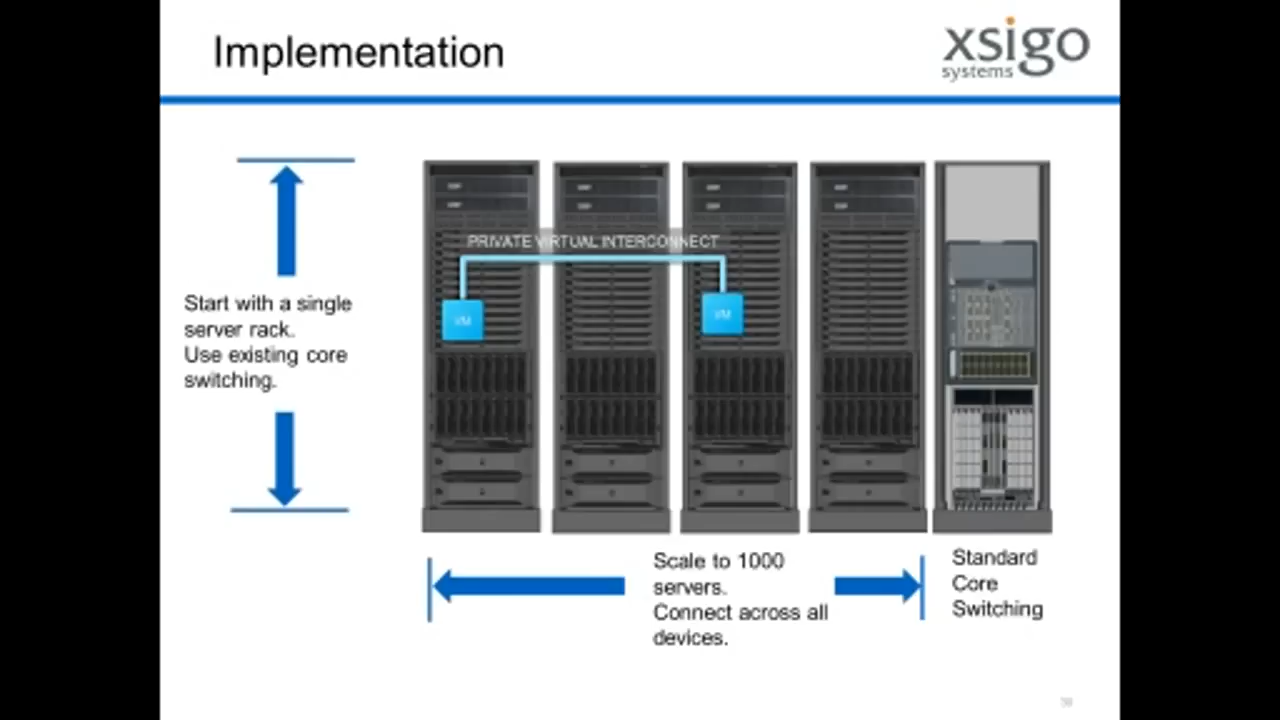 Implementation
xsigo
systems
PRIVATE VIRTUAL INTERCONNECT
VM
VM
Start with a single
server rack.
Use existing core
switching.
Scale to 1000
servers.
Connect across all
devices.
Standard
Core
Switching